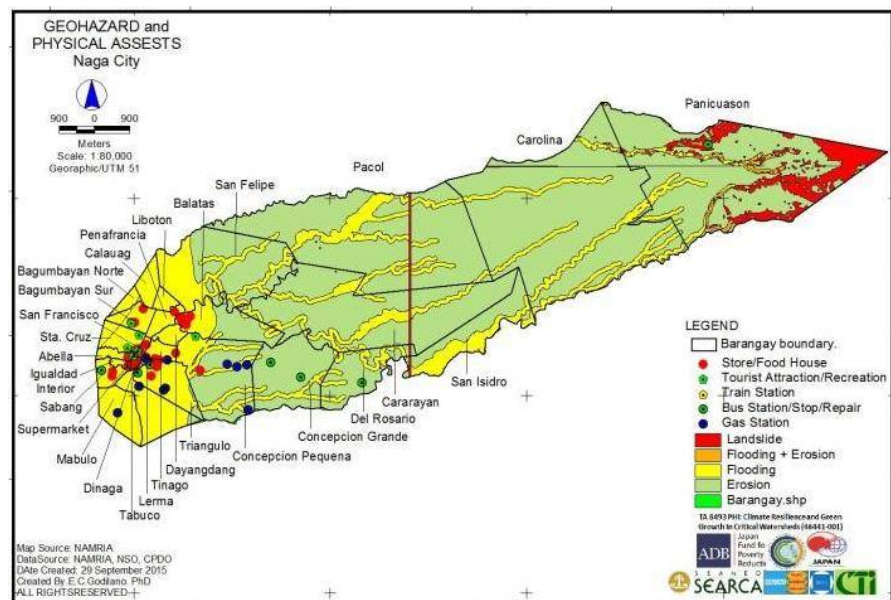 GEOHAZARD and
PHYSICAL ASSESTS
Naga City
900 0 900
Meters
Scale: 1:80,000
Geographic/UTM 51
Panicuason
Carolina
Pacol
San Felipe
Balatas
Liboton
Penafrancia
Calauag
Bagumbayan Norte
Bagumbayan Sur
San Francisco
Sta. Cruz
Abella
Igualdad
Interior
Sabang
Supermarket
Mabulo
Dinaga
Tabuco
Lerma
Tinago
Dayangdang
Triangulo
Concepcion Pequena
Concepcion Grande
Del Rosario
Cararayan
San Isidro
LEGEND
Barangay boundary.
Store/Food House
Tourist Attraction/Recreation
Train Station
Bus Station/Stop/Repair
Gas Station
Landslide
Flooding + Erosion
Flooding
Erosion
Barangay.shp
TA 8493 PHI: Climate Resilience and Green
Growth In Critical Watersheds (46441-001)
ADB
Japan
Fund fo
Poverty
Reductio
JAPAN
SEAMEO
SEARCA
CTi
Map Source: NAMRIA
DataSource: NAMRIA, NSO, CPDO
DAte Created: 29 September 2015
Created By E.C Godilano. PhD
ALL RIGHTSRESERVED